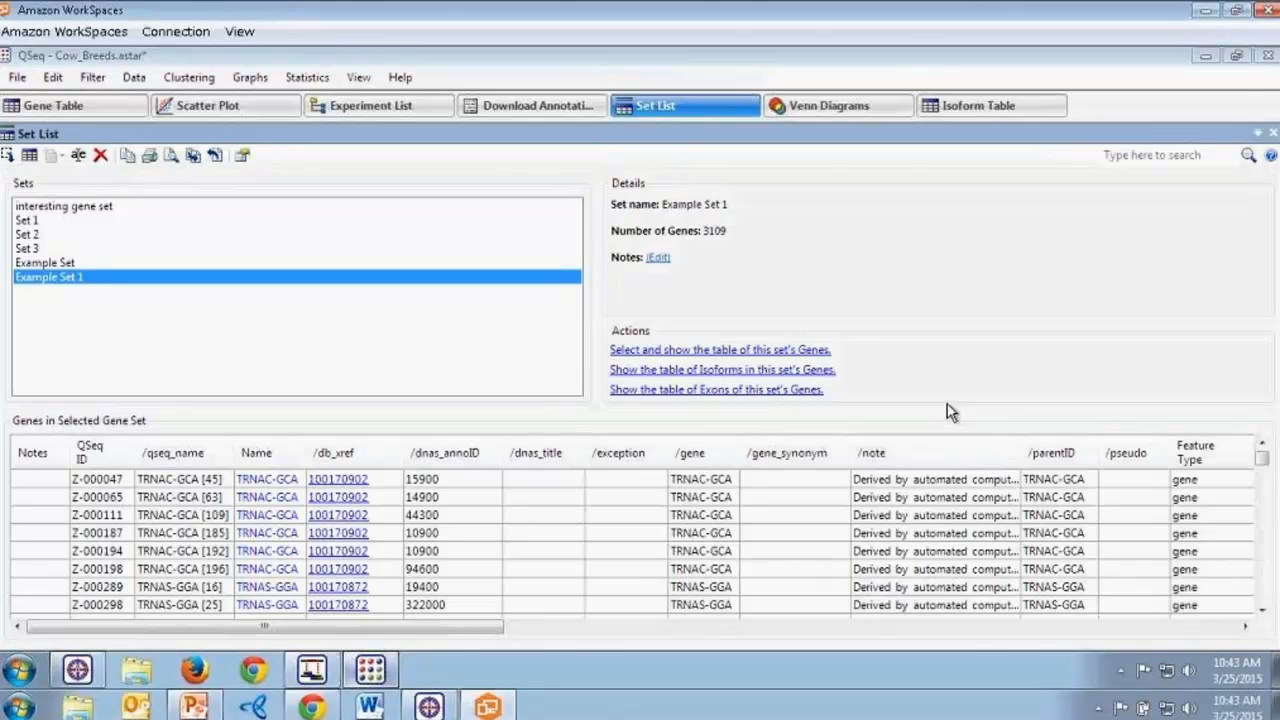 Amazon WorkSpaces
Amazon WorkSpaces Connection View
QSeq - Cow_Breeds.astar*
File Edit Filter Data Clustering Graphs Statistics View Help
Gene Table Scatter Plot Experiment List Download Annotati... Set List Venn Diagrams Isoform Table
Set List
Type here to search
Sets
interesting gene set
Set 1
Set 2
Set 3
Example Set
Example Set 1
Details
Set name: Example Set 1
Number of Genes: 3109
Notes: (Edit)
Actions
Select and show the table of this set's Genes.
Show the table of Isoforms in this set's Genes.
Show the table of Exons of this set's Genes.
Genes in Selected Gene Set
Notes QSeq ID /qseq_name Name /db_xref /dnas_annoID /dnas_title /exception /gene /gene_synonym /note /parentID /pseudo Feature Type
Z-000047 TRNAC-GCA [45] TRNAC-GCA 100170902 15900 TRNAC-GCA Derived by automated comput... TRNAC-GCA gene
Z-000065 TRNAC-GCA [63] TRNAC-GCA 100170902 14900 TRNAC-GCA Derived by automated comput... TRNAC-GCA gene
Z-000111 TRNAC-GCA [109] TRNAC-GCA 100170902 44300 TRNAC-GCA Derived by automated comput... TRNAC-GCA gene
Z-000187 TRNAC-GCA [185] TRNAC-GCA 100170902 10900 TRNAC-GCA Derived by automated comput... TRNAC-GCA gene
Z-000194 TRNAC-GCA [192] TRNAC-GCA 100170902 10900 TRNAC-GCA Derived by automated comput... TRNAC-GCA gene
Z-000198 TRNAC-GCA [196] TRNAC-GCA 100170902 94600 TRNAC-GCA Derived by automated comput... TRNAC-GCA gene
Z-000289 TRNAS-GGA [16] TRNAS-GGA 100170872 19400 TRNAS-GGA Derived by automated comput... TRNAS-GGA gene
Z-000298 TRNAS-GGA [25] TRNAS-GGA 100170872 322000 TRNAS-GGA Derived by automated comput... TRNAS-GGA gene
10:43 AM
3/25/2015
10:43 AM
3/25/2015